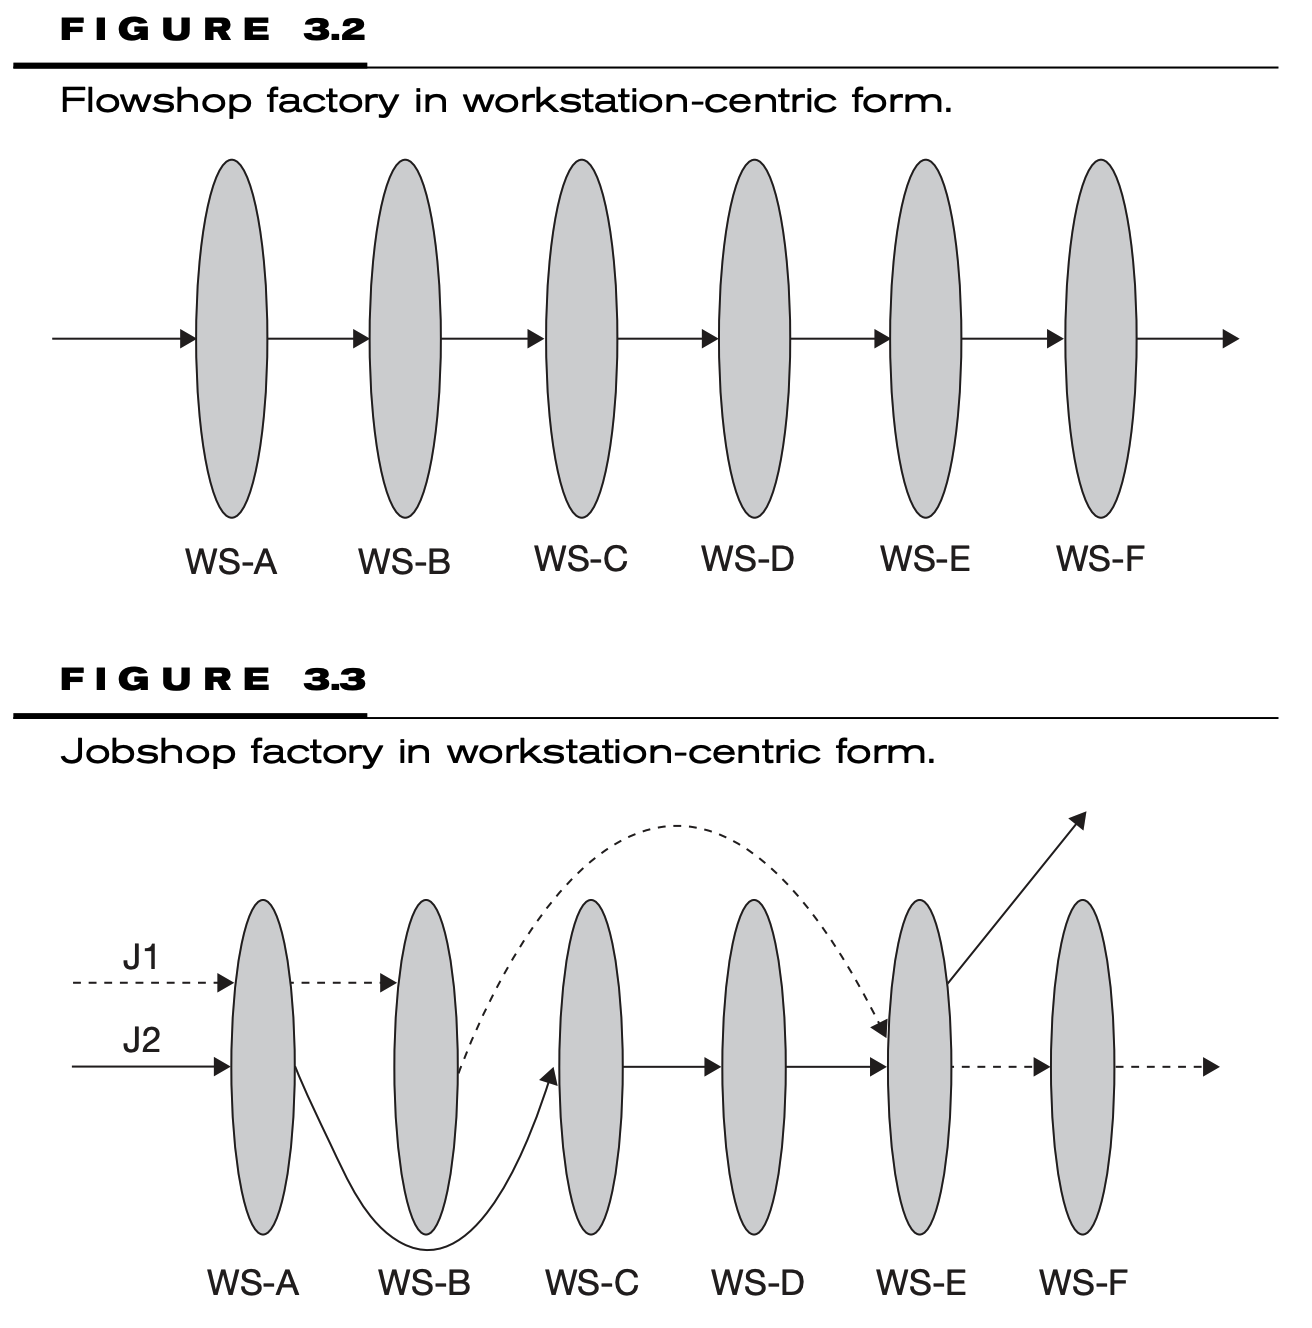 FIGURE 3.2
Flowshop factory in workstation-centric form.
WS-A WS-B WS-C WS-D WS-E WS-F
FIGURE 3.3
Jobshop factory in workstation-centric form.
J1
J2
WS-A WS-B WS-C WS-D WS-E WS-F